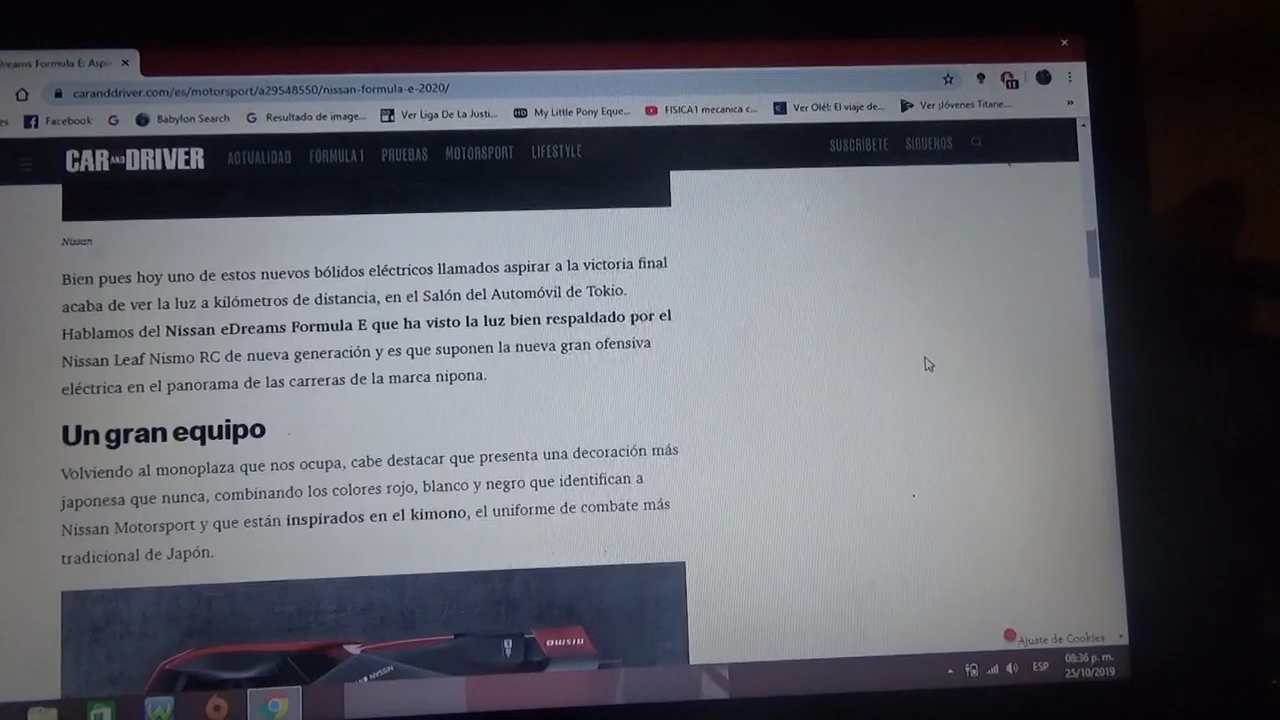 Dreams Formula E: Aspi
caranddriver.com/es/motorsport/a29548550/nissan-formula-e-2020/
es Facebook Babylon Search Resultado de image... Ver Liga De La Justi... My Little Pony Eque... FISICA1 mecanica c... Ver Olé!: El viaje de... Ver ¡Jóvenes Titane... »
CAR AND DRIVER ACTUALIDAD FÓRMULA 1 PRUEBAS MOTORSPORT LIFESTYLE SUSCRÍBETE SÍGUENOS
Nissan
Bien pues hoy uno de estos nuevos bólidos eléctricos llamados aspirar a la victoria final
acaba de ver la luz a kilómetros de distancia, en el Salón del Automóvil de Tokio.
Hablamos del Nissan eDreams Formula E que ha visto la luz bien respaldado por el
Nissan Leaf Nismo RC de nueva generación y es que suponen la nueva gran ofensiva
eléctrica en el panorama de las carreras de la marca nipona.
Un gran equipo
Volviendo al monoplaza que nos ocupa, cabe destacar que presenta una decoración más
japonesa que nunca, combinando los colores rojo, blanco y negro que identifican a
Nissan Motorsport y que están inspirados en el kimono, el uniforme de combate más
tradicional de Japón.
nismo
NISSAN
Ajuste de Cookies
ESP
08:36 p. m.
25/10/2019